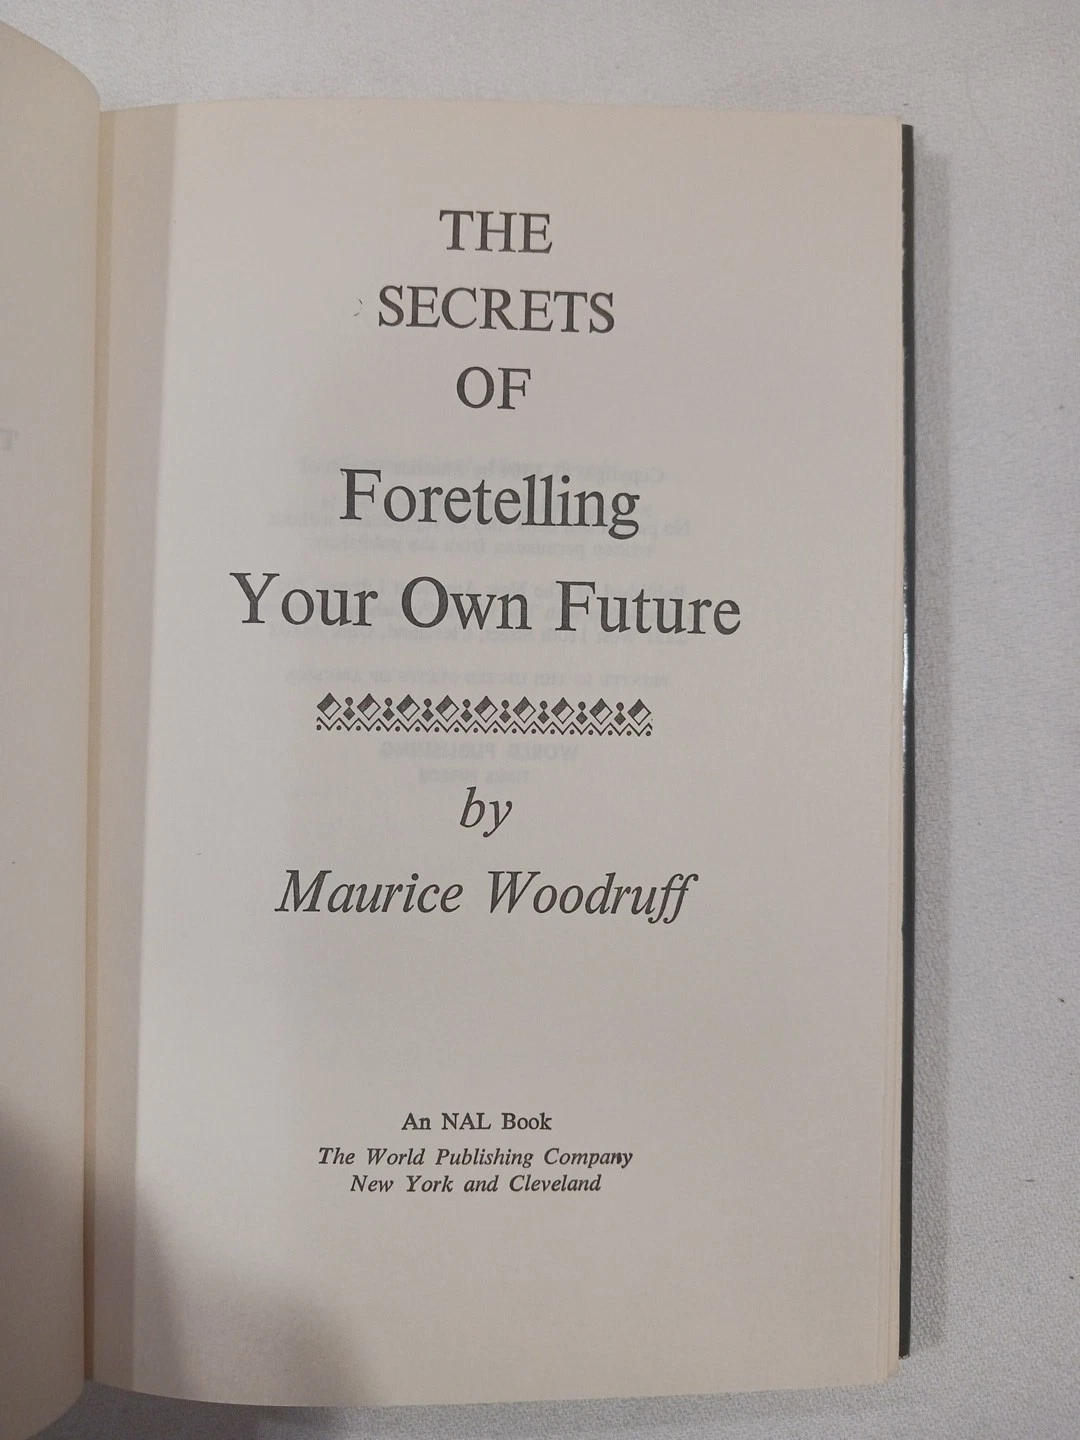 THE
SECRETS
OF
Foretelling
Your Own Future
by
Maurice Woodruff
An NAL Book
The World Publishing Company
New York and Cleveland